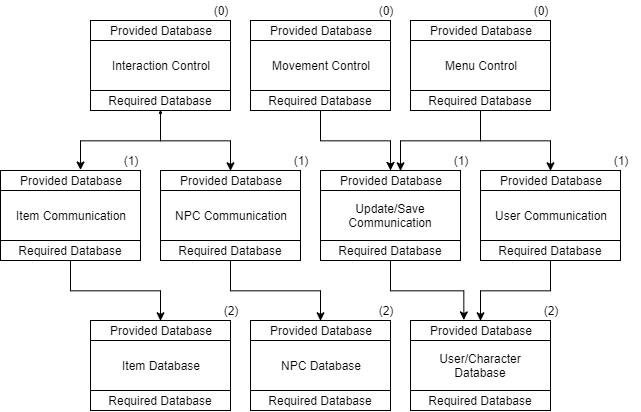 (0) (0) (0)
Provided Database Provided Database Provided Database
Interaction Control Movement Control Menu Control
Required Database Required Database Required Database
(1) (1) (1) (1)
Provided Database Provided Database Provided Database Provided Database
Item Communication NPC Communication Update/Save Communication User Communication
Required Database Required Database Required Database Required Database
(2) (2) (2)
Provided Database Provided Database Provided Database
Item Database NPC Database User/Character Database
Required Database Required Database Required Database